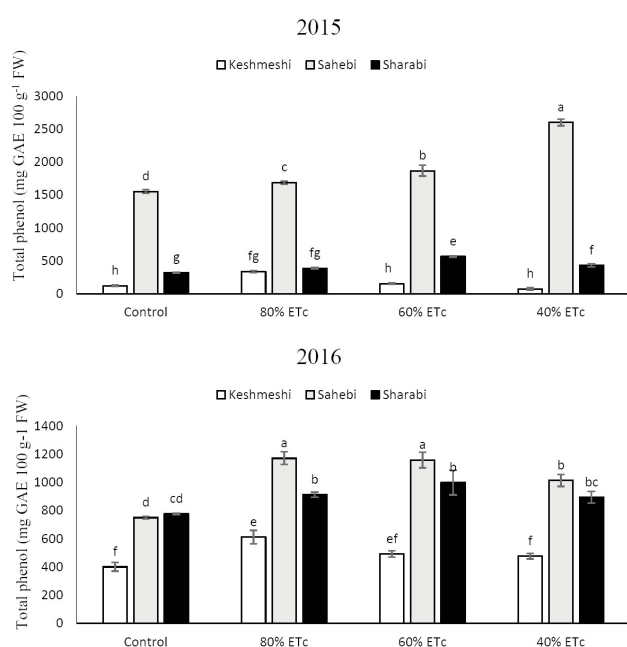 2015
Keshmeshi Sahebi Sharabi
Total phenol (mg GAE 100 g-1 FW)
3000
2500
2000
1500
1000
500
0
h d g
fg c fg
h b e
h a f
Control 80% ETc 60% ETc 40% ETc
2016
Keshmeshi Sahebi Sharabi
Total phenol (mg GAE 100 g-1 FW)
1400
1200
1000
800
600
400
200
0
f d cd
e a b
ef a b
f b bc
Control 80% ETc 60% ETc 40% ETc